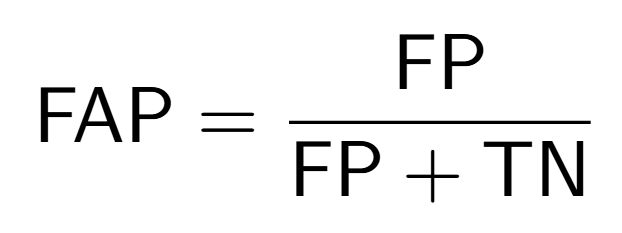 FAP = FP / FP + TN